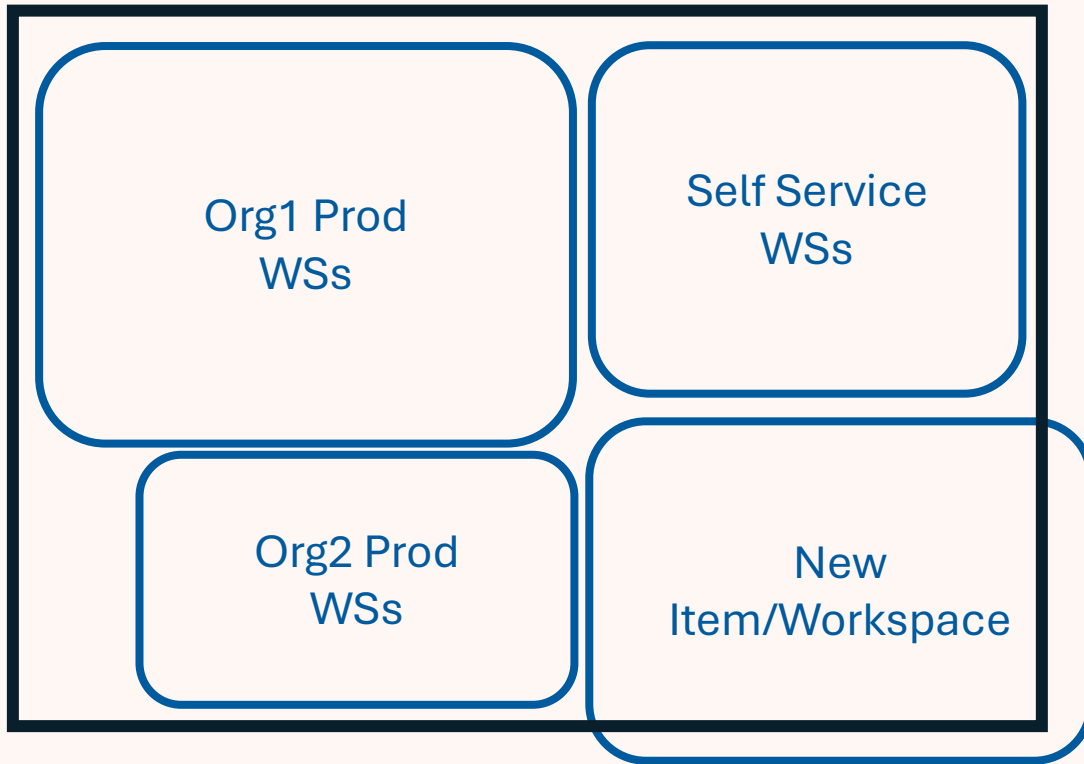 Org1 Prod
WSs
Self Service
WSs
Org2 Prod
WSs
New
Item/Workspace